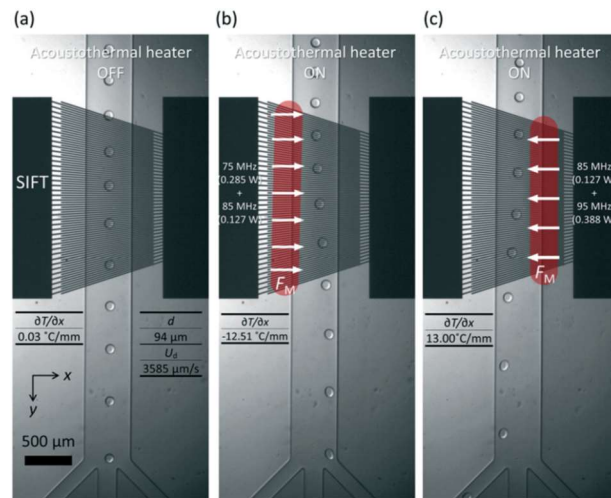 (a)
Acoustothermal heater
OFF
SIFT
∂T/∂x
0.03 °C/mm
d
94 µm
U_d
3585 µm/s
x
y
500 µm
(b)
Acoustothermal heater
ON
75 MHz
(0.285 W)
+
85 MHz
(0.127 W)
F_M
∂T/∂x
-12.51 °C/mm
(c)
Acoustothermal heater
ON
85 MHz
(0.127 W)
+
95 MHz
(0.388 W)
F_M
∂T/∂x
13.00 °C/mm